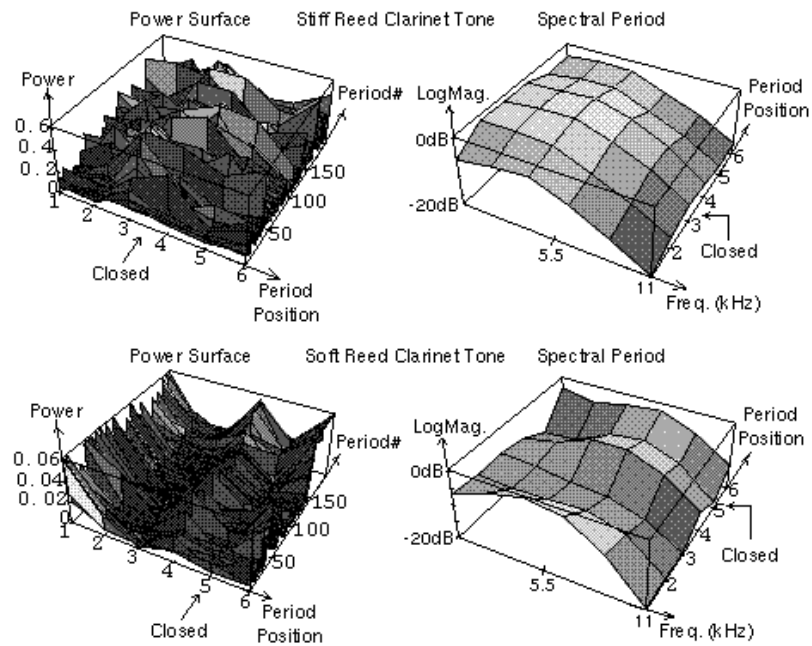 Power Surface Stiff Reed Clarinet Tone Spectral Period
Power
0.6
0.4
0.2
0
1
2
3
4
5
6
Closed
Period
Position
50
100
150
Period#
LogMag.
0dB
-20dB
5.5
11
Freq. (kHz)
2
3
4
5
6
Closed
Period
Position
Power Surface Soft Reed Clarinet Tone Spectral Period
Power
0.06
0.04
0.02
0
1
2
3
4
5
6
Closed
Period
Position
50
100
150
Period#
LogMag.
0dB
-20dB
5.5
11
Freq. (kHz)
2
3
4
5
6
Closed
Period
Position